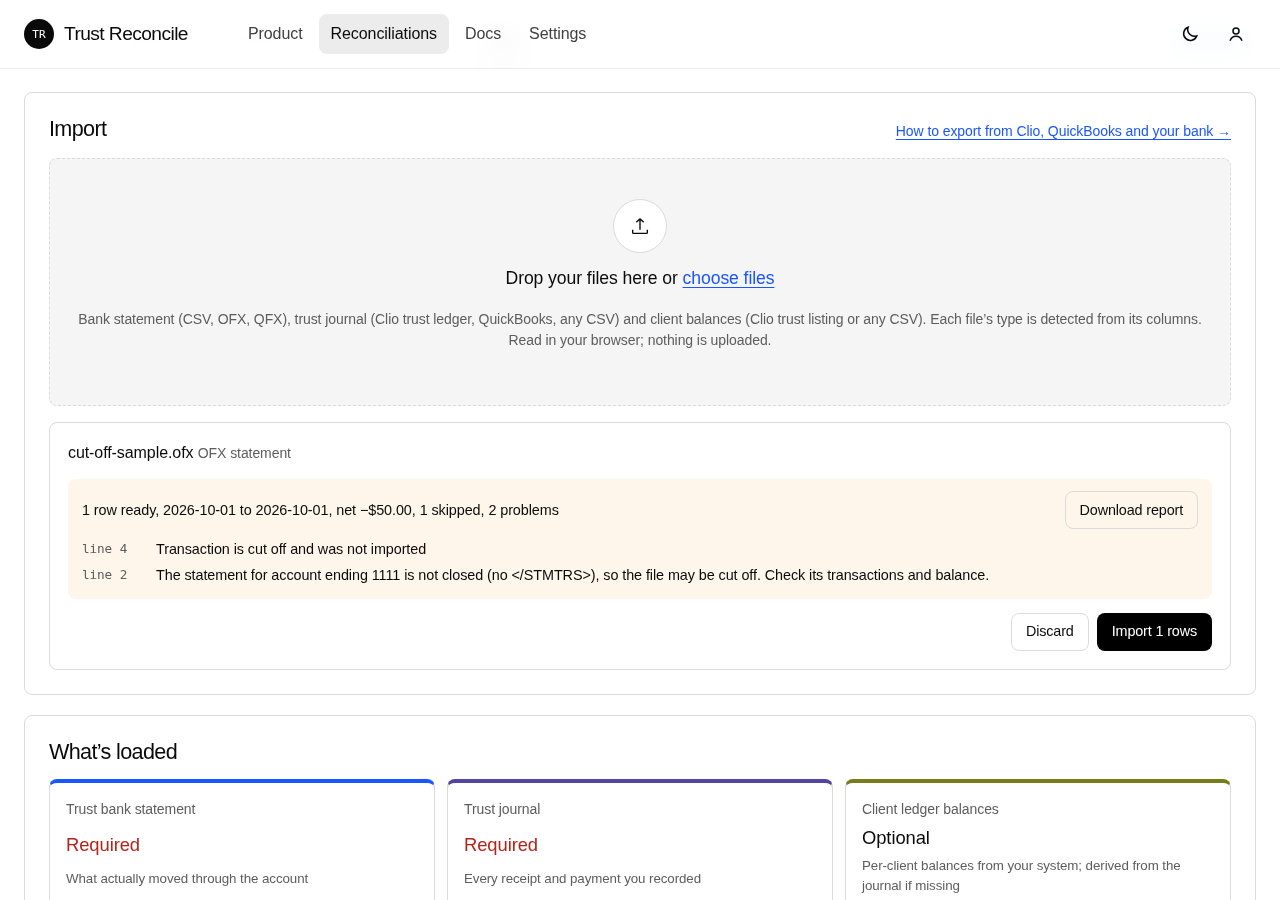 TR Trust Reconcile Product Reconciliations Docs Settings
Import
How to export from Clio, QuickBooks and your bank →
Drop your files here or choose files
Bank statement (CSV, OFX, QFX), trust journal (Clio trust ledger, QuickBooks, any CSV) and client balances (Clio trust listing or any CSV). Each file’s type is detected from its columns.
Read in your browser; nothing is uploaded.
cut-off-sample.ofx OFX statement
1 row ready, 2026-10-01 to 2026-10-01, net −$50.00, 1 skipped, 2 problems
Download report
line 4 Transaction is cut off and was not imported
line 2 The statement for account ending 1111 is not closed (no </STMTRS>), so the file may be cut off. Check its transactions and balance.
Discard Import 1 rows
What’s loaded
Trust bank statement
Required
What actually moved through the account
Trust journal
Required
Every receipt and payment you recorded
Client ledger balances
Optional
Per-client balances from your system; derived from the
journal if missing